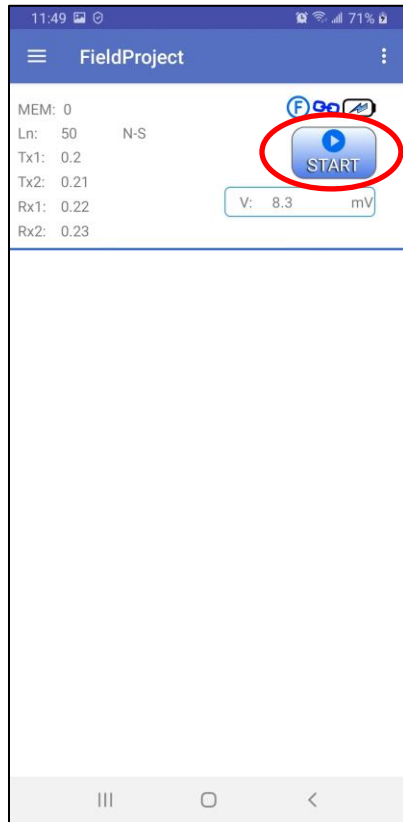 11:49 71%
FieldProject
MEM: 0 F
Ln: 50 N-S
START
Tx1: 0.2
Tx2: 0.21
V: 8.3 mV
Rx1: 0.22
Rx2: 0.23